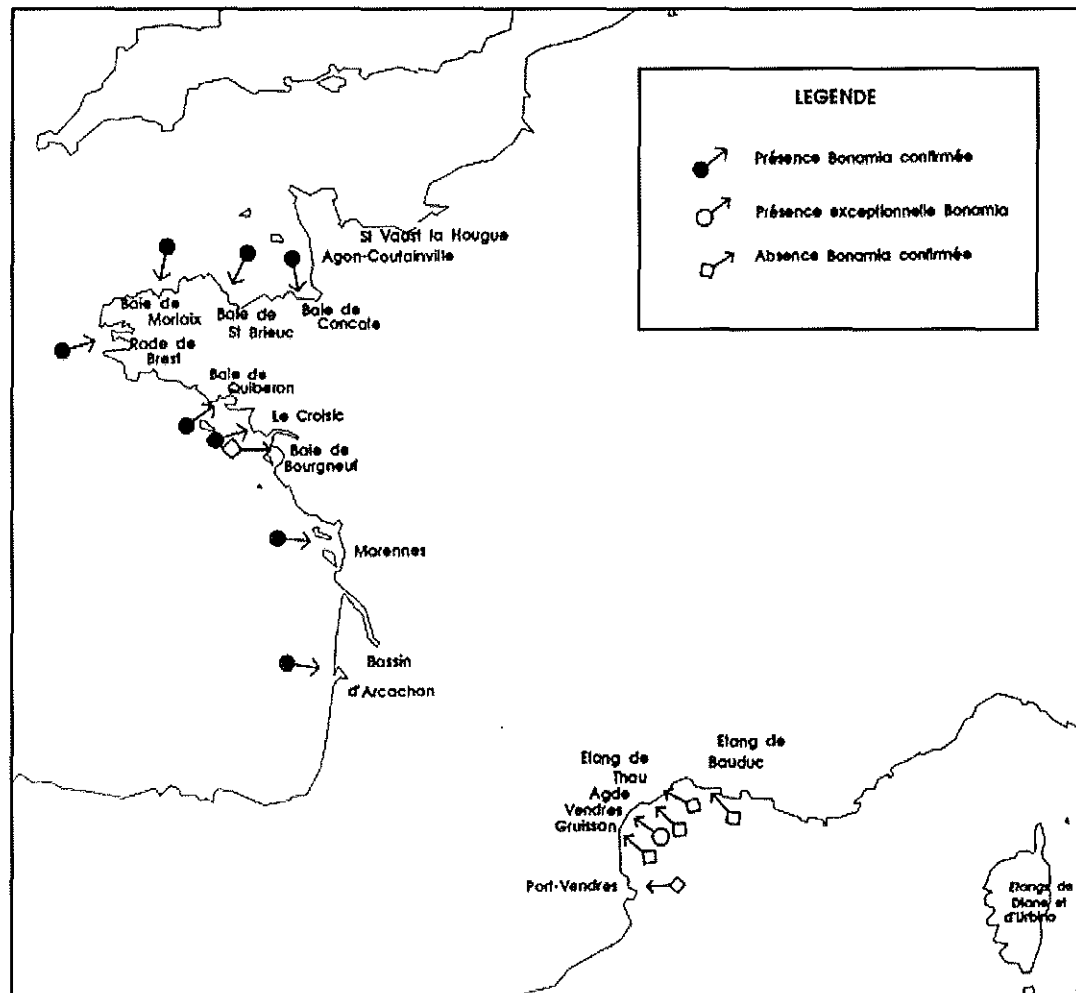 LEGENDE
Présence Bonamia confirmée
Présence exceptionnelle Bonamia
Absence Bonamia confirmée
St Vaast la Hougue
Agon-Coutainville
Baie de
Morlaix
Baie de
St Brieuc
Baie de
Cancale
Rade de
Brest
Baie de
Quiberon
Le Croisic
Baie de
Bourgneuf
Marennes
Bassin
d'Arcachon
Etang de
Bauduc
Etang de
Thau
Agde
Vendres
Gruissan
Port-Vendres
Etangs de
Diane et
d'Urbino